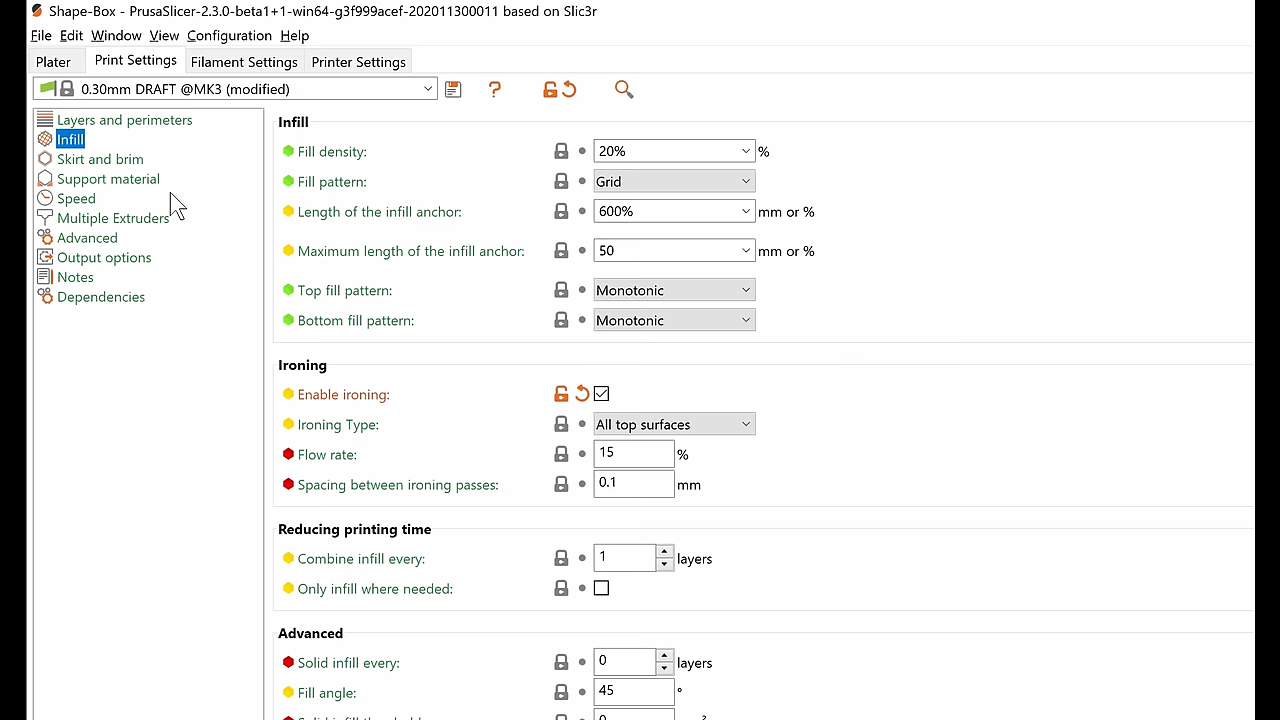 Shape-Box - PrusaSlicer-2.3.0-beta1+1-win64-g3f999acef-202011300011 based on Slic3r
File Edit Window View Configuration Help
Plater Print Settings Filament Settings Printer Settings
0.30mm DRAFT @MK3 (modified)
Layers and perimeters
Infill
Skirt and brim
Support material
Speed
Multiple Extruders
Advanced
Output options
Notes
Dependencies
Infill
Fill density: 20% %
Fill pattern: Grid
Length of the infill anchor: 600% mm or %
Maximum length of the infill anchor: 50 mm or %
Top fill pattern: Monotonic
Bottom fill pattern: Monotonic
Ironing
Enable ironing:
Ironing Type: All top surfaces
Flow rate: 15 %
Spacing between ironing passes: 0.1 mm
Reducing printing time
Combine infill every: 1 layers
Only infill where needed:
Advanced
Solid infill every: 0 layers
Fill angle: 45 °